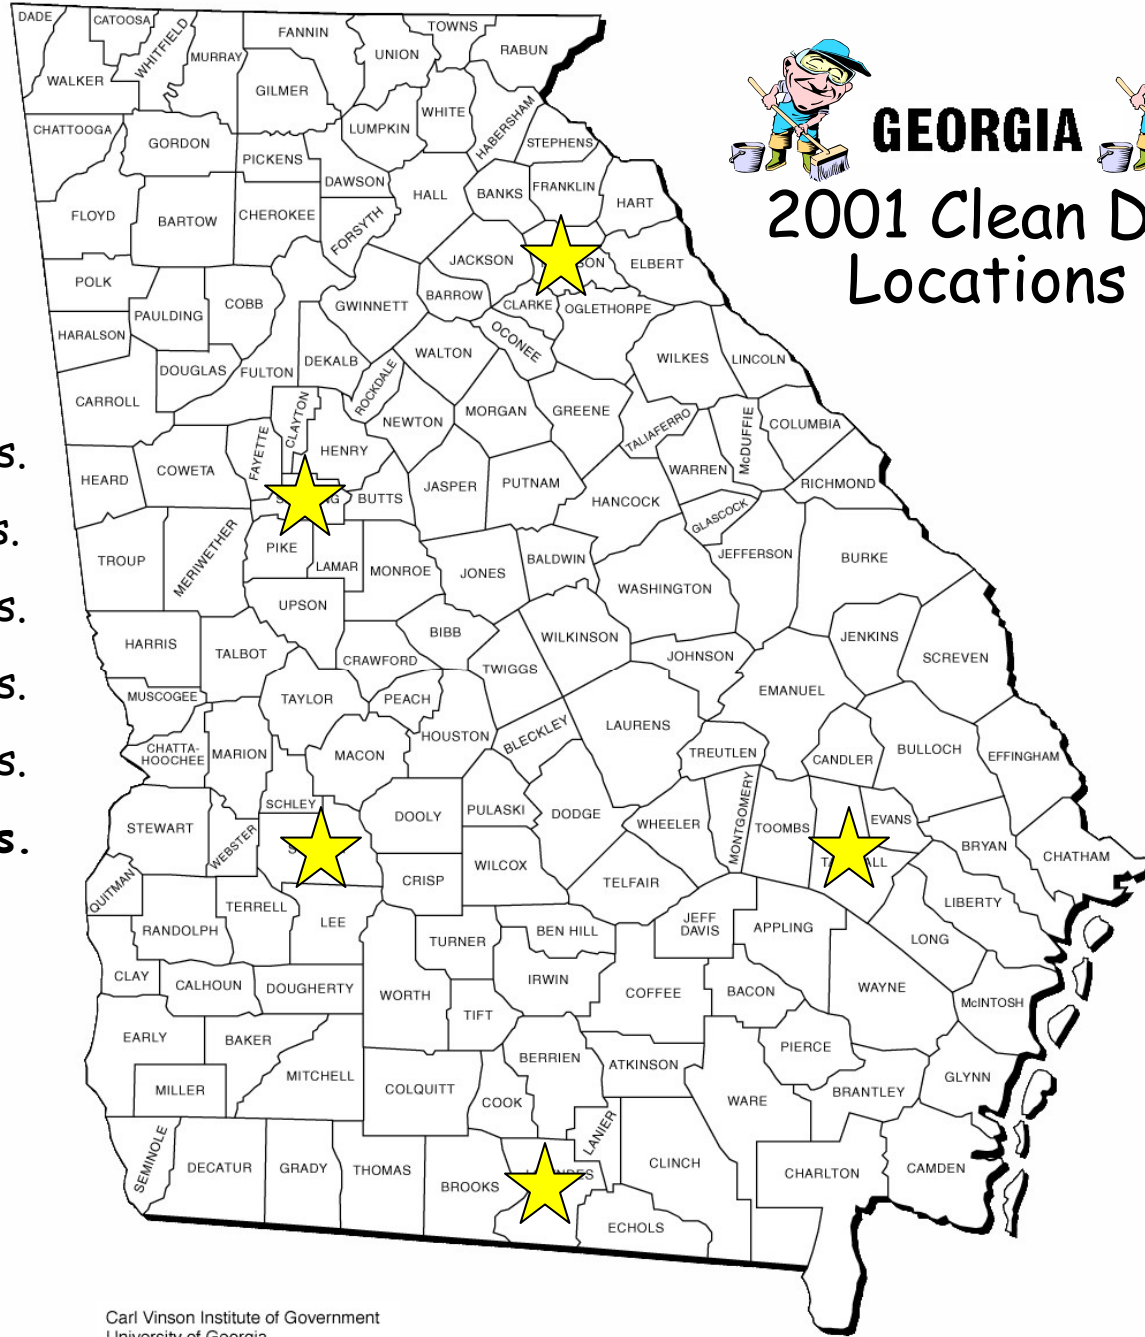 DADE
CATOOSA
WHITFIELD
MURRAY
FANNIN
UNION
TOWNS
RABUN
WALKER
GILMER
WHITE
LUMPKIN
HABERSHAM
STEPHENS
CHATTOOGA
GORDON
PICKENS
DAWSON
HALL
BANKS
FRANKLIN
HART
GEORGIA
2001 Clean D
Locations
FLOYD
BARTOW
CHEROKEE
FORSYTH
JACKSON
ELBERT
POLK
PAULDING
COBB
GWINNETT
BARROW
CLARKE
OGLETHORPE
HARALSON
DOUGLAS
FULTON
DEKALB
ROCKDALE
WALTON
OCONEE
WILKES
LINCOLN
CARROLL
CLAYTON
NEWTON
MORGAN
GREENE
TALIAFERRO
McDUFFIE
COLUMBIA
s.
HEARD
COWETA
FAYETTE
HENRY
BUTTS
JASPER
PUTNAM
HANCOCK
WARREN
GLASCOCK
RICHMOND
s.
TROUP
MERIWETHER
PIKE
LAMAR
MONROE
JONES
BALDWIN
WASHINGTON
JEFFERSON
BURKE
s.
UPSON
HARRIS
TALBOT
CRAWFORD
BIBB
TWIGGS
WILKINSON
JOHNSON
JENKINS
SCREVEN
s.
MUSCOGEE
TAYLOR
PEACH
EMANUEL
s.
CHATTA-
HOOCHEE
MARION
MACON
HOUSTON
BLECKLEY
LAURENS
TREUTLEN
CANDLER
BULLOCH
EFFINGHAM
s.
STEWART
WEBSTER
SCHLEY
DOOLY
PULASKI
DODGE
WHEELER
MONTGOMERY
TOOMBS
EVANS
BRYAN
CHATHAM
QUITMAN
CRISP
WILCOX
TELFAIR
LIBERTY
RANDOLPH
TERRELL
LEE
TURNER
BEN HILL
JEFF
DAVIS
APPLING
LONG
CLAY
CALHOUN
DOUGHERTY
WORTH
TIFT
IRWIN
COFFEE
BACON
WAYNE
McINTOSH
EARLY
BAKER
MITCHELL
MILLER
COLQUITT
COOK
BERRIEN
ATKINSON
PIERCE
WARE
BRANTLEY
GLYNN
SEMINOLE
DECATUR
GRADY
THOMAS
BROOKS
LANIER
CLINCH
ECHOLS
CHARLTON
CAMDEN
Carl Vinson Institute of Government
University of Georgia